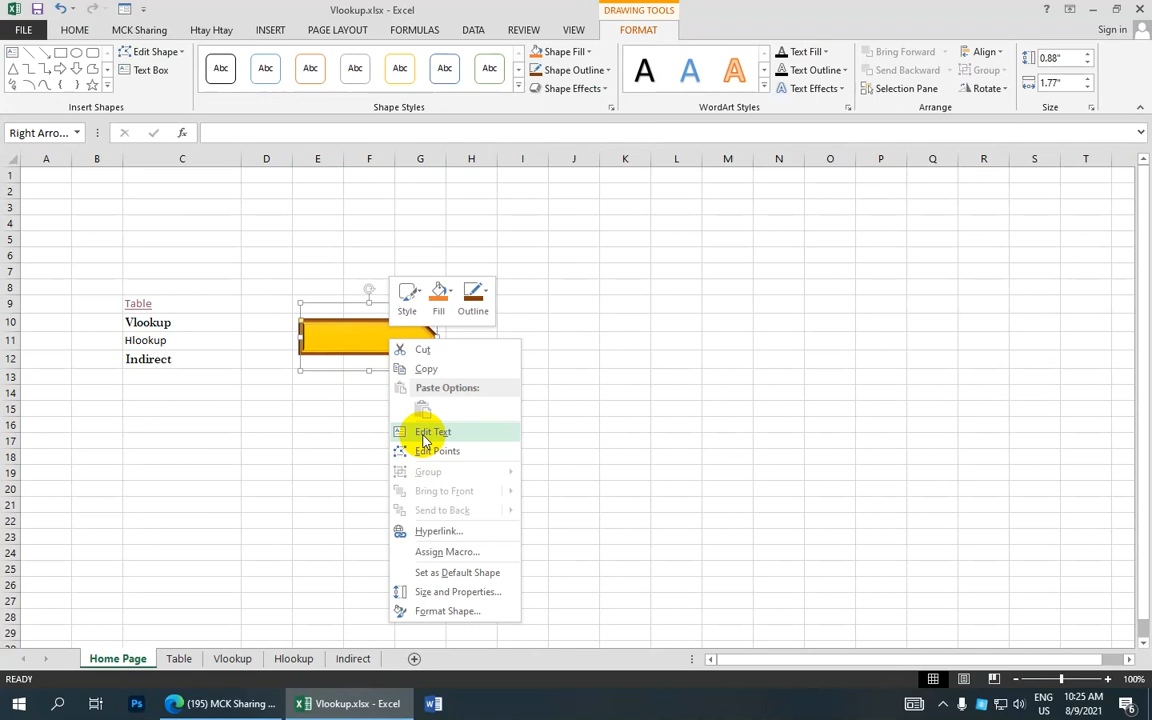 Vlookup.xlsx - Excel
DRAWING TOOLS
?
FILE
HOME
MCK Sharing
Htay Htay
INSERT
PAGE LAYOUT
FORMULAS
DATA
REVIEW
VIEW
FORMAT
Sign in
Edit Shape
Text Box
Insert Shapes
Abc
Abc
Abc
Abc
Abc
Abc
Abc
Shape Styles
Shape Fill
Shape Outline
Shape Effects
A
A
A
WordArt Styles
Text Fill
Text Outline
Text Effects
Bring Forward
Send Backward
Selection Pane
Arrange
Align
Group
Rotate
0.88"
1.77"
Size
Right Arro...
fx
A B C D E F G H I J K L M N O P Q R S T
1
2
3
4
5
6
7
8
9 Table
10 Vlookup
11 Hlookup
12 Indirect
13
14
15
16
17
18
19
20
21
22
23
24
25
26
27
28
29
Style
Fill
Outline
Cut
Copy
Paste Options:
Edit Text
Edit Points
Group
Bring to Front
Send to Back
Hyperlink...
Assign Macro...
Set as Default Shape
Size and Properties...
Format Shape...
Home Page
Table
Vlookup
Hlookup
Indirect
READY
100%
Ps
(195) MCK Sharing ...
Vlookup.xlsx - Excel
ENG
US
10:25 AM
8/9/2021
6